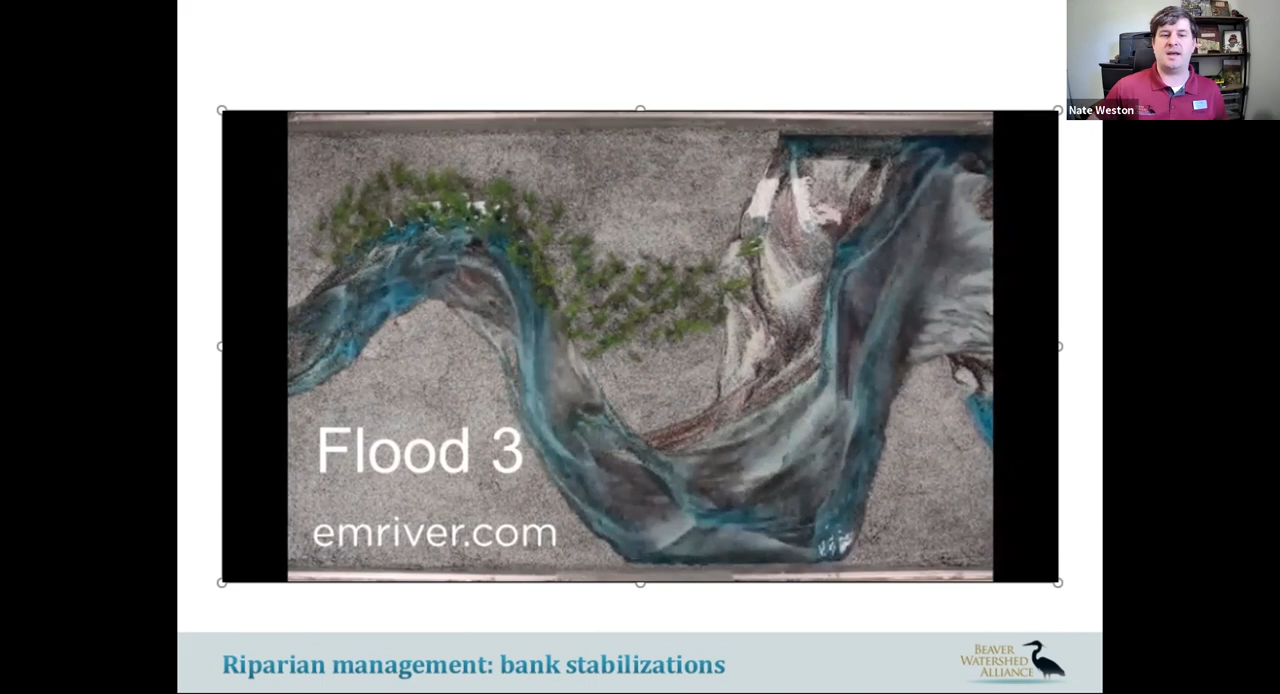 Nate Weston
Flood 3
emriver.com
Riparian management: bank stabilizations
BEAVER
WATERSHED
ALLIANCE